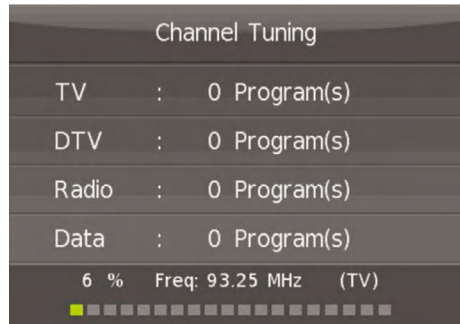 Channel Tuning
TV : 0 Program(s)
DTV : 0 Program(s)
Radio : 0 Program(s)
Data : 0 Program(s)
6 % Freq: 93.25 MHz (TV)